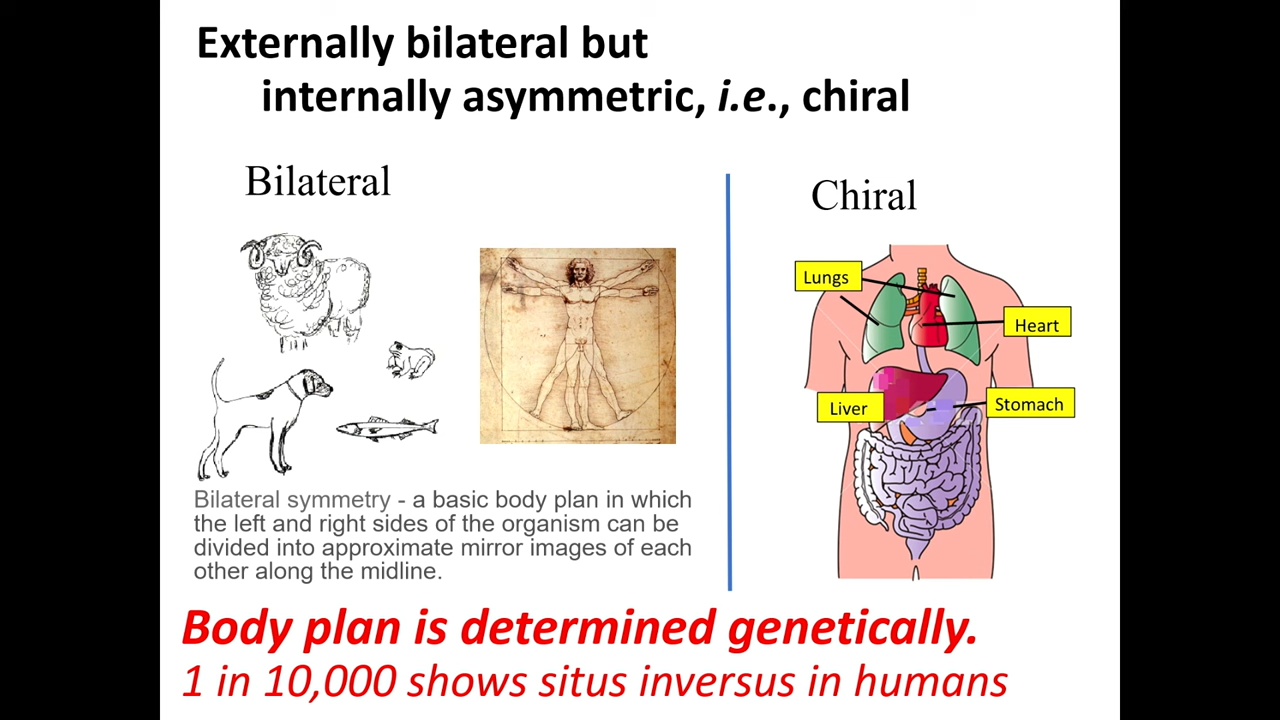 Externally bilateral but
internally asymmetric, i.e., chiral
Bilateral
Bilateral symmetry - a basic body plan in which
the left and right sides of the organism can be
divided into approximate mirror images of each
other along the midline.
Chiral
Lungs
Heart
Liver
Stomach
Body plan is determined genetically.
1 in 10,000 shows situs inversus in humans